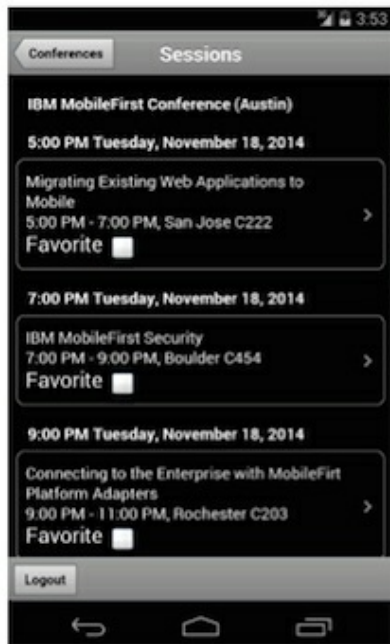 3:53
Conferences
Sessions
IBM MobileFirst Conference (Austin)
5:00 PM Tuesday, November 18, 2014
Migrating Existing Web Applications to
Mobile
5:00 PM - 7:00 PM, San Jose C222
Favorite
7:00 PM Tuesday, November 18, 2014
IBM MobileFirst Security
7:00 PM - 9:00 PM, Boulder C454
Favorite
9:00 PM Tuesday, November 18, 2014
Connecting to the Enterprise with MobileFirt
Platform Adapters
9:00 PM - 11:00 PM, Rochester C203
Favorite
Logout